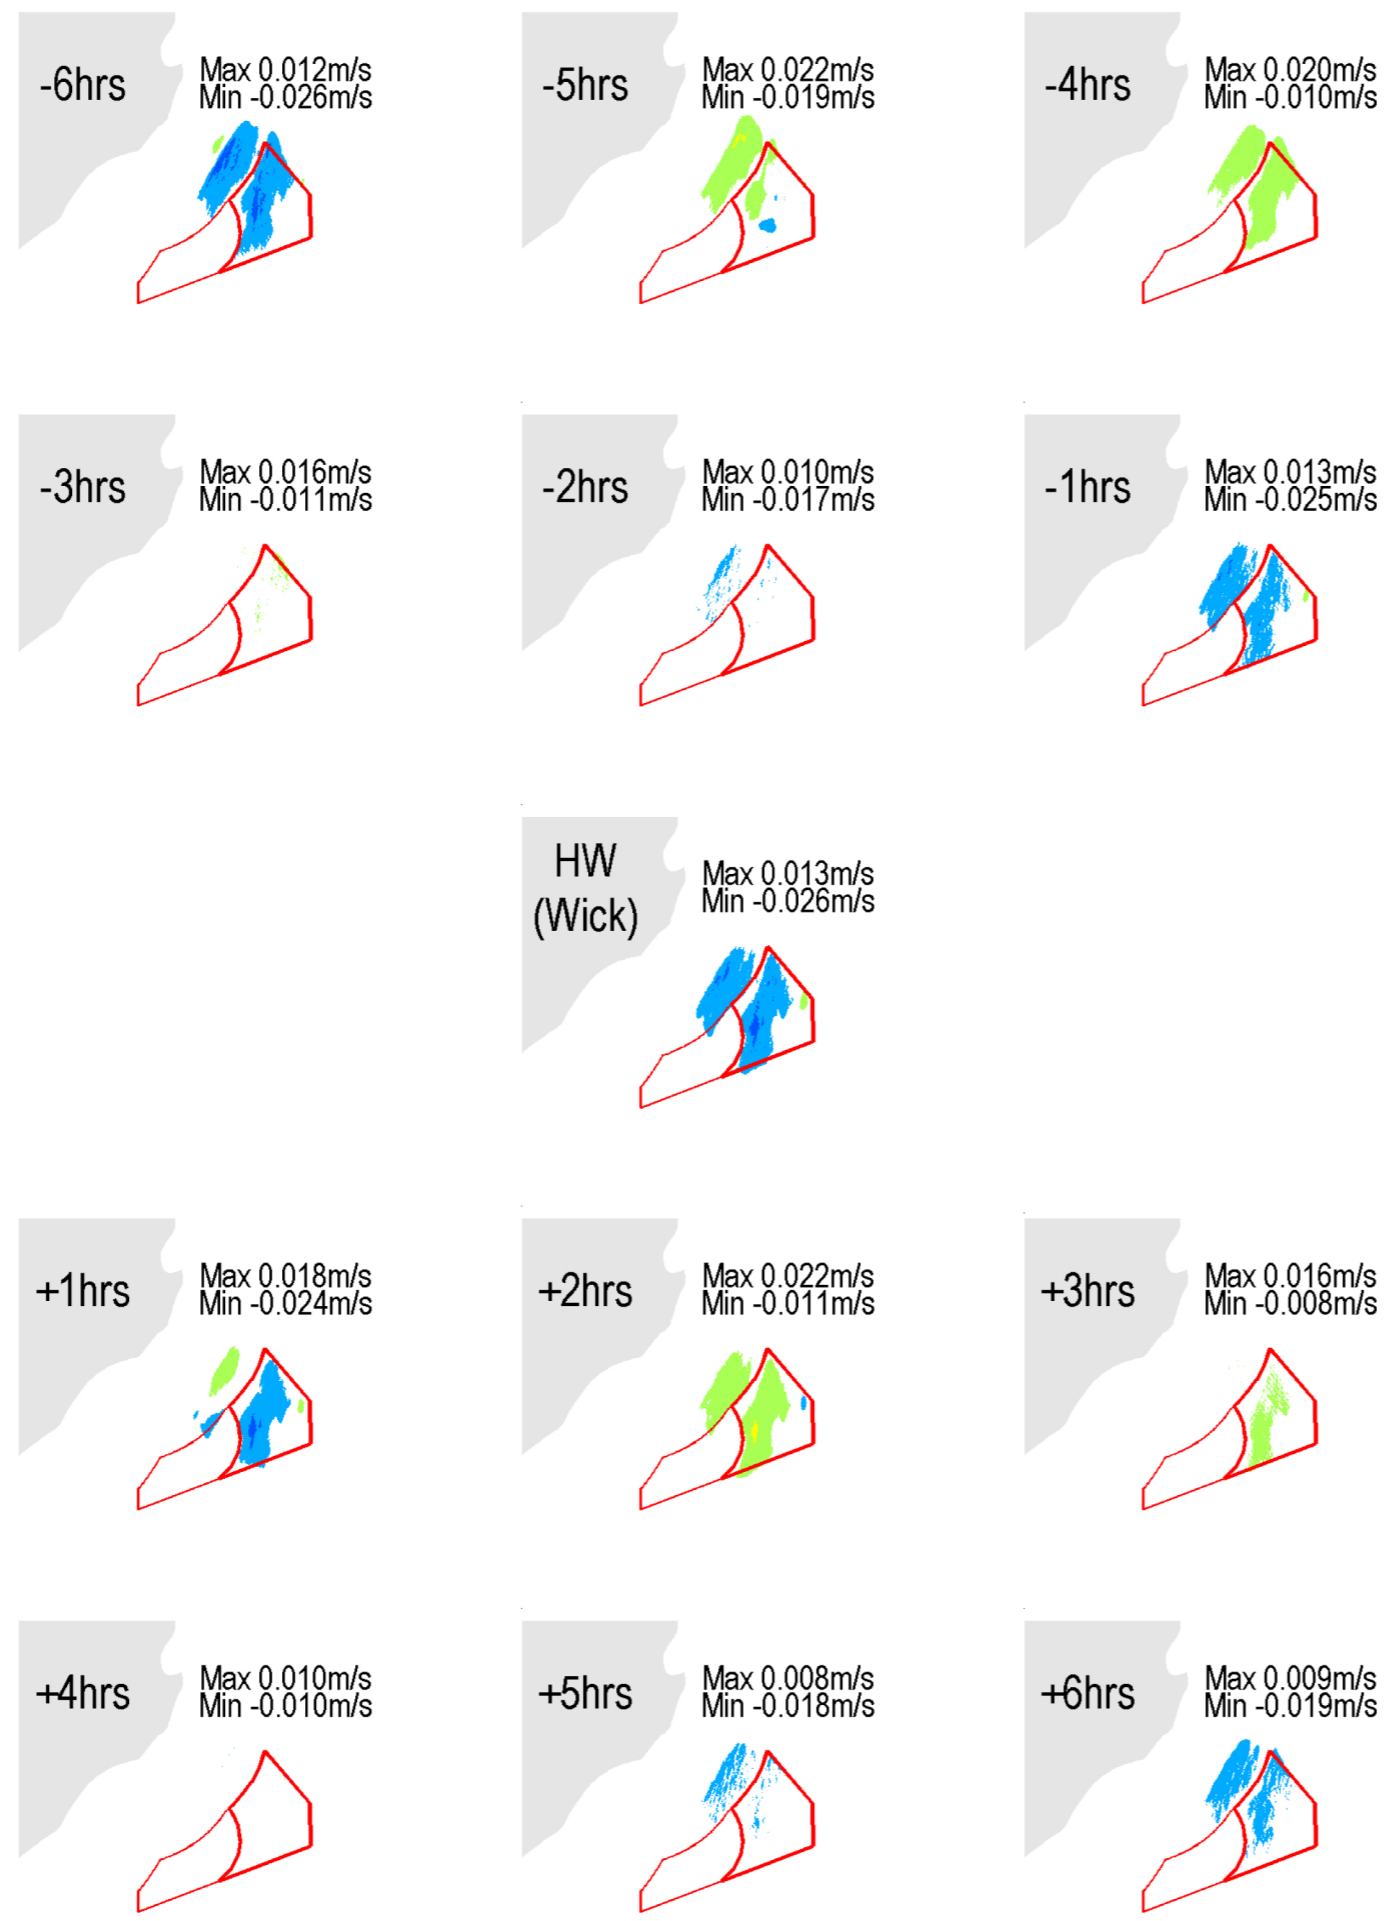 -6hrs
Max 0.012m/s
Min -0.026m/s
-5hrs
Max 0.022m/s
Min -0.019m/s
-4hrs
Max 0.020m/s
Min -0.010m/s
-3hrs
Max 0.016m/s
Min -0.011m/s
-2hrs
Max 0.010m/s
Min -0.017m/s
-1hrs
Max 0.013m/s
Min -0.025m/s
HW
(Wick)
Max 0.013m/s
Min -0.026m/s
+1hrs
Max 0.018m/s
Min -0.024m/s
+2hrs
Max 0.022m/s
Min -0.011m/s
+3hrs
Max 0.016m/s
Min -0.008m/s
+4hrs
Max 0.010m/s
Min -0.010m/s
+5hrs
Max 0.008m/s
Min -0.018m/s
+6hrs
Max 0.009m/s
Min -0.019m/s